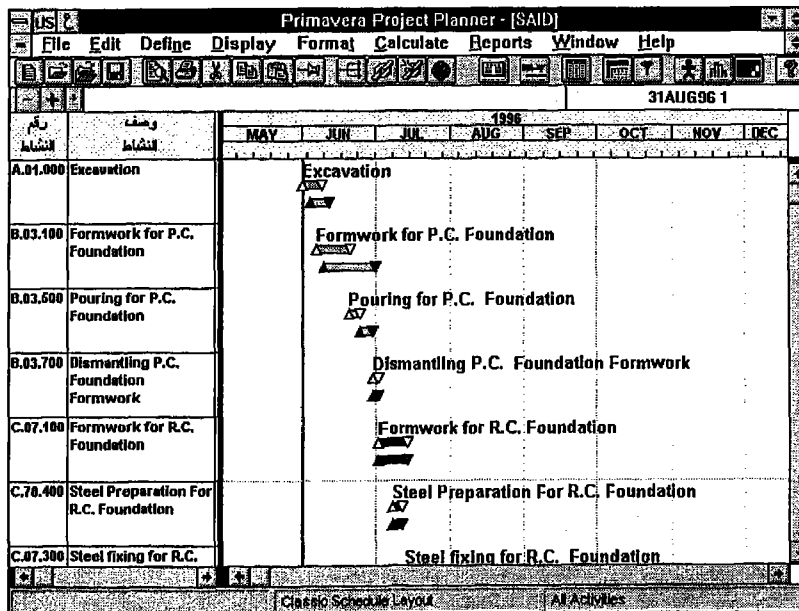 Primavera Project Planner - [SAID]
File Edit Define Display Format Calculate Reports Window Help
31AUG96 1
رقم النشاط
وصف النشاط
1996
MAY JUN JUL AUG SEP OCT NOV DEC
A.01.000 Excavation
Excavation
B.03.100 Formwork for P.C.
Foundation
Formwork for P.C. Foundation
B.03.500 Pouring for P.C.
Foundation
Pouring for P.C. Foundation
B.03.700 Dismantling P.C.
Foundation
Formwork
Dismantling P.C. Foundation Formwork
C.07.100 Formwork for R.C.
Foundation
Formwork for R.C. Foundation
C.70.400 Steel Preparation For
R.C. Foundation
Steel Preparation For R.C. Foundation
C.07.300 Steel fixing for R.C.
Steel fixing for R.C. Foundation
Classic Schedule Layout
All Activities